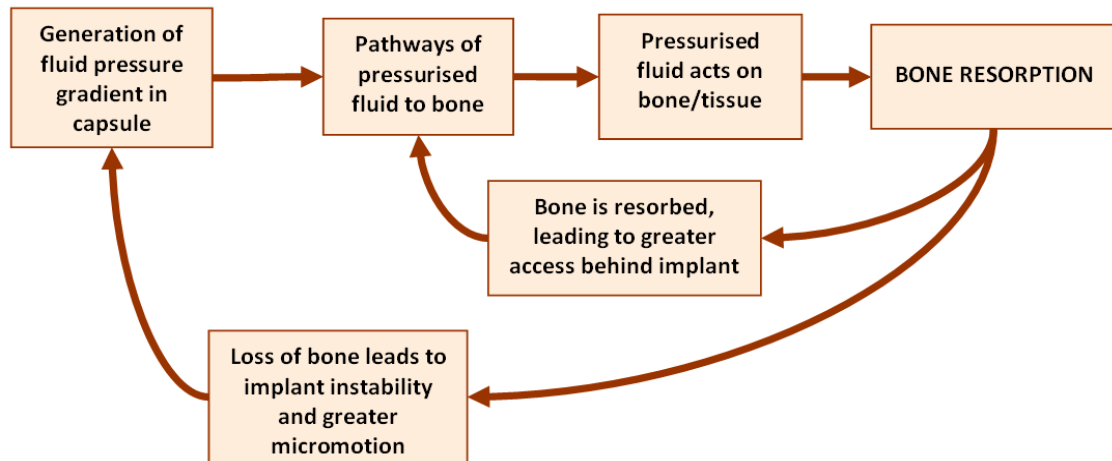 Generation of
fluid pressure
gradient in
capsule
Pathways of
pressurised
fluid to bone
Pressurised
fluid acts on
bone/tissue
BONE RESORPTION
Bone is resorbed,
leading to greater
access behind implant
Loss of bone leads to
implant instability
and greater
micromotion